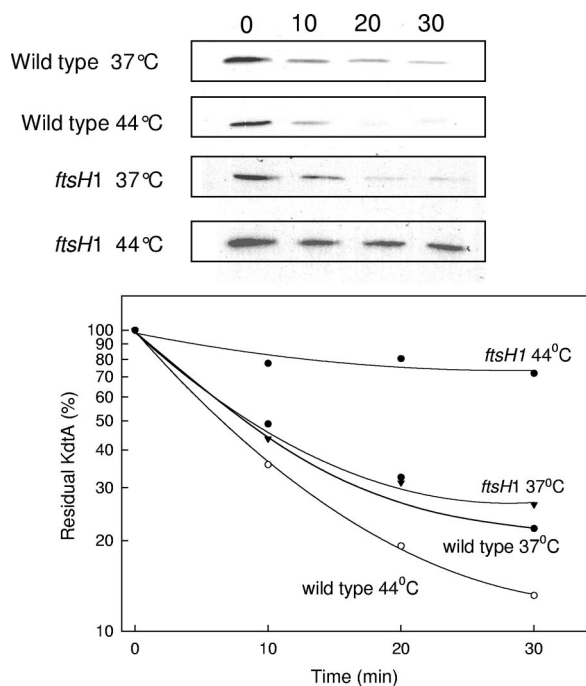 0 10 20 30
Wild type 37°C
Wild type 44°C
ftsH1 37°C
ftsH1 44°C
100
90
80
70
60
50
40
30
20
10
Residual KdtA (%)
ftsH1 44⁰C
ftsH1 37⁰C
wild type 37⁰C
wild type 44⁰C
0 10 20 30
Time (min)